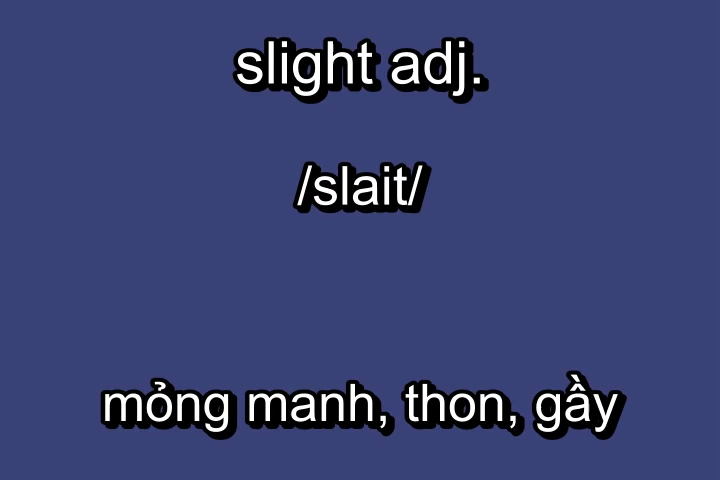 slight adj.
/slait/
mỏng manh, thon, gầy